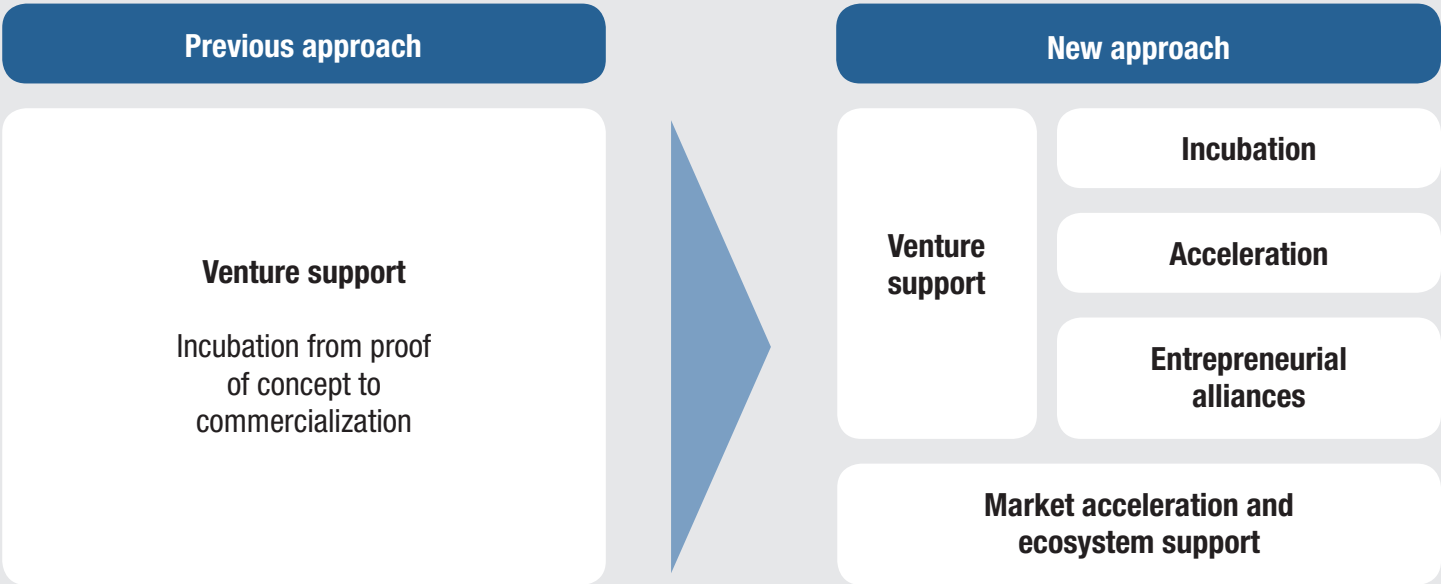 Previous approach
Venture support
Incubation from proof
of concept to
commercialization
New approach
Venture
support
Incubation
Acceleration
Entrepreneurial
alliances
Market acceleration and
ecosystem support